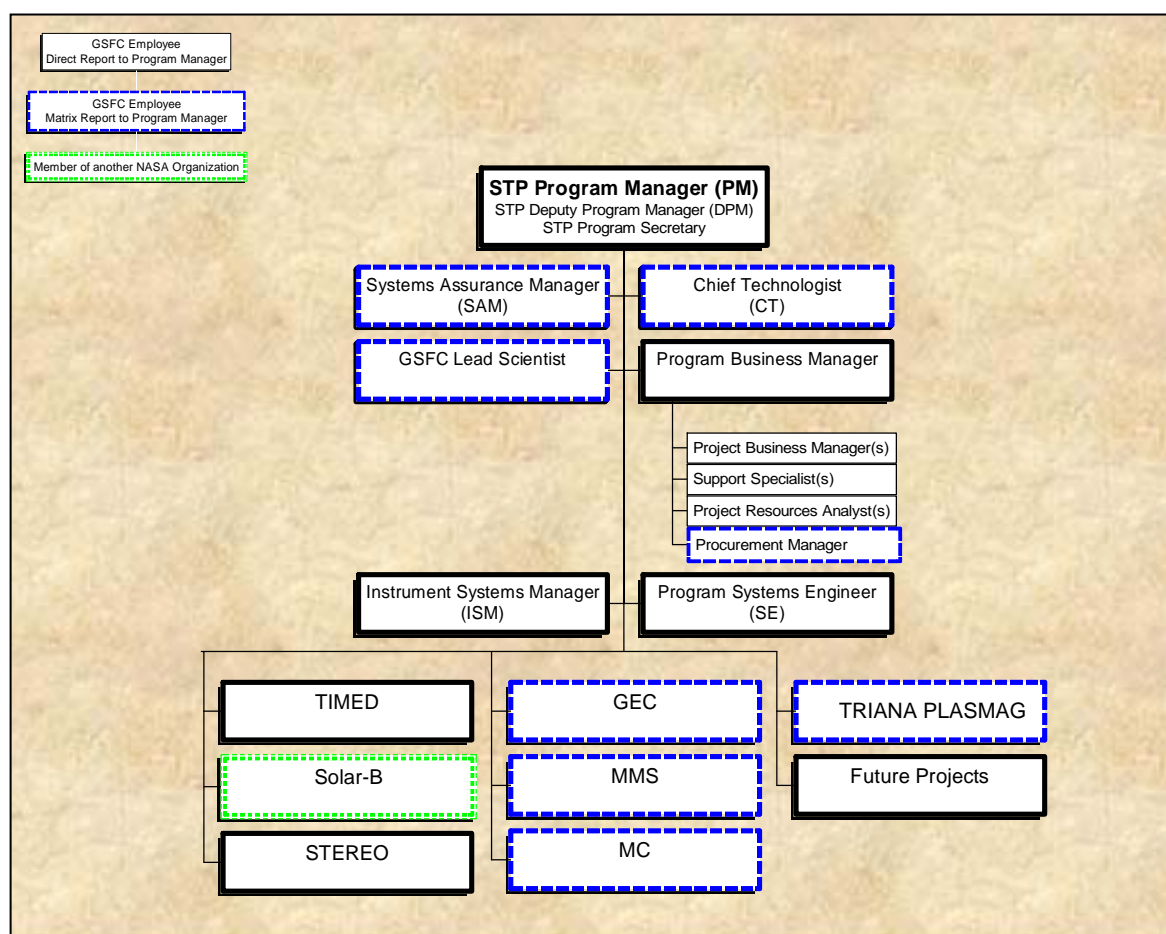 GSFC Employee
Direct Report to Program Manager
GSFC Employee
Matrix Report to Program Manager
Member of another NASA Organization
STP Program Manager (PM)
STP Deputy Program Manager (DPM)
STP Program Secretary
Systems Assurance Manager
(SAM)
Chief Technologist
(CT)
GSFC Lead Scientist
Program Business Manager
Project Business Manager(s)
Support Specialist(s)
Project Resources Analyst(s)
Procurement Manager
Instrument Systems Manager
(ISM)
Program Systems Engineer
(SE)
TIMED
GEC
TRIANA PLASMAG
Solar-B
MMS
Future Projects
STEREO
MC